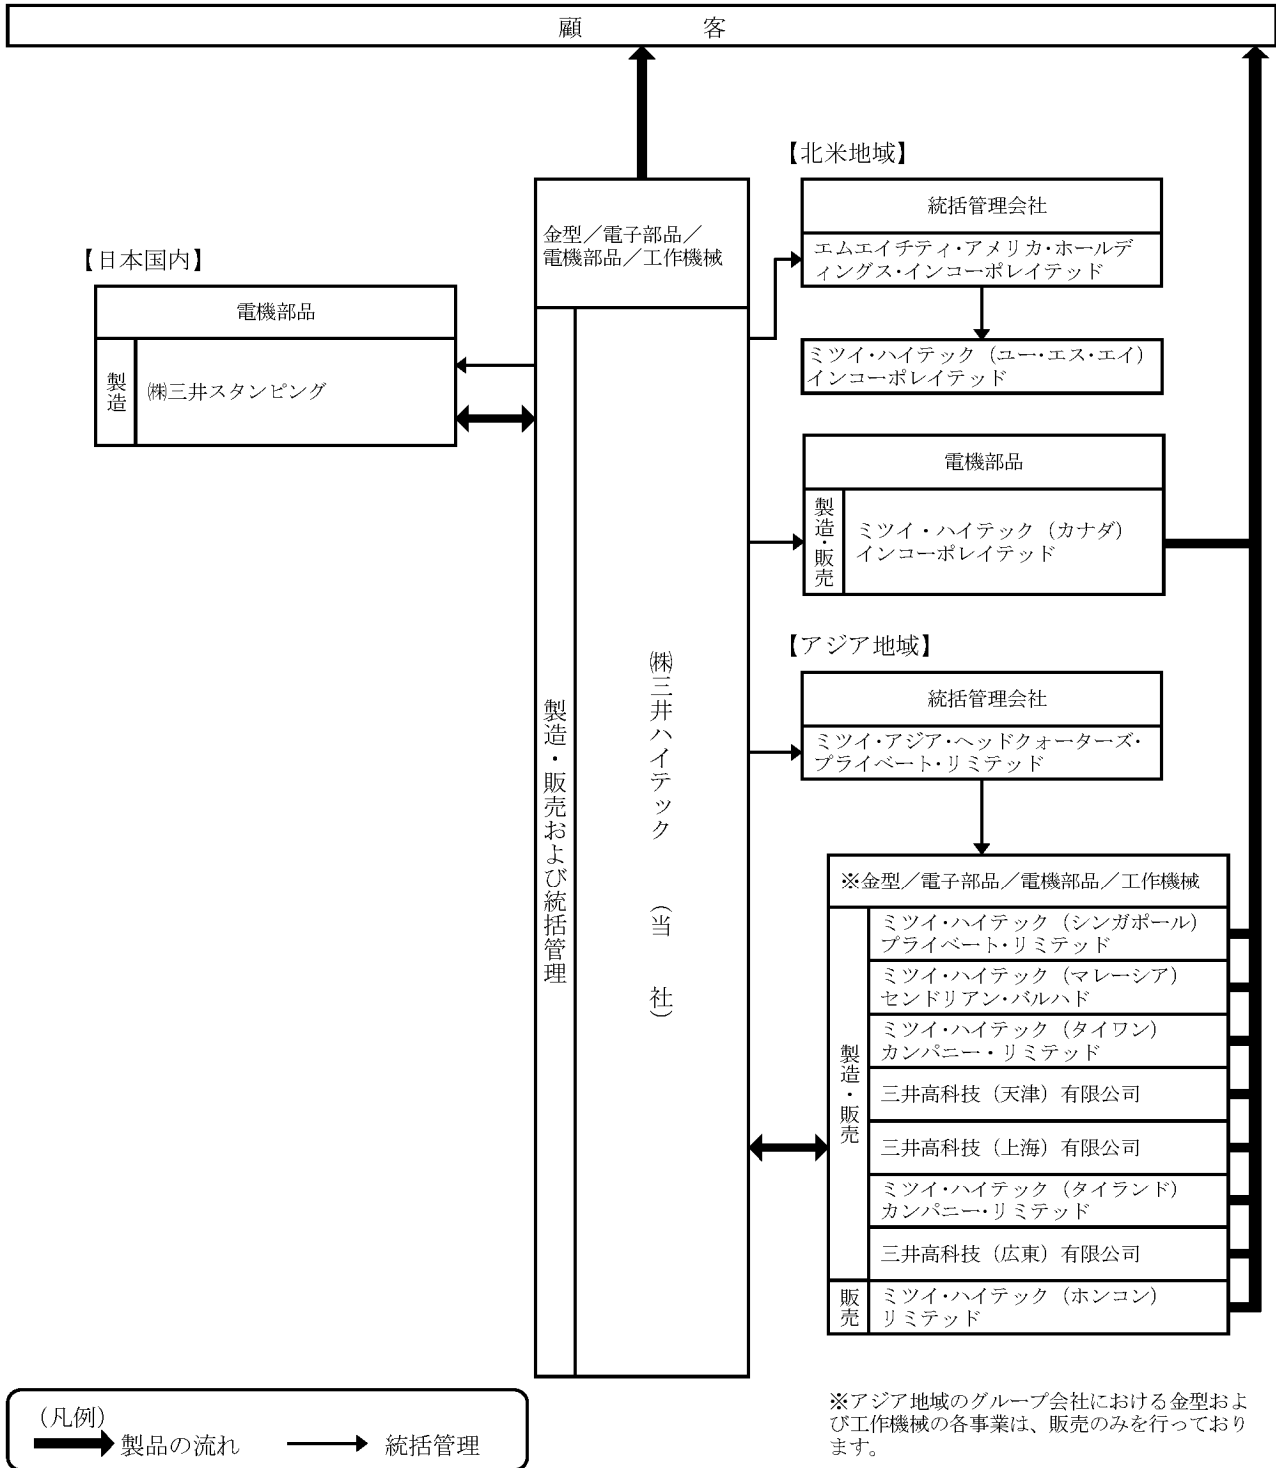 顧客
【北米地域】
統括管理会社
エムエイチティ・アメリカ・ホールデ
ィングス・インコーポレイテッド
ミツイ・ハイテック（ユー・エス・エイ）
インコーポレイテッド
金型／電子部品／
電機部品／工作機械
【日本国内】
電機部品
製造
㈱三井スタンピング
電機部品
製造・販売
ミツイ・ハイテック（カナダ）
インコーポレイテッド
製造・販売および統括管理
㈱三井ハイテック（当社）
【アジア地域】
統括管理会社
ミツイ・アジア・ヘッドクォーターズ・
プライベート・リミテッド
※金型／電子部品／電機部品／工作機械
製造・販売
ミツイ・ハイテック（シンガポール）
プライベート・リミテッド
ミツイ・ハイテック（マレーシア）
センドリアン・バルハド
ミツイ・ハイテック（タイワン）
カンパニー・リミテッド
三井高科技（天津）有限公司
三井高科技（上海）有限公司
ミツイ・ハイテック（タイランド）
カンパニー・リミテッド
三井高科技（広東）有限公司
販売
ミツイ・ハイテック（ホンコン）
リミテッド
（凡例）
製品の流れ
統括管理
※アジア地域のグループ会社における金型およ
び工作機械の各事業は、販売のみを行っており
ます。